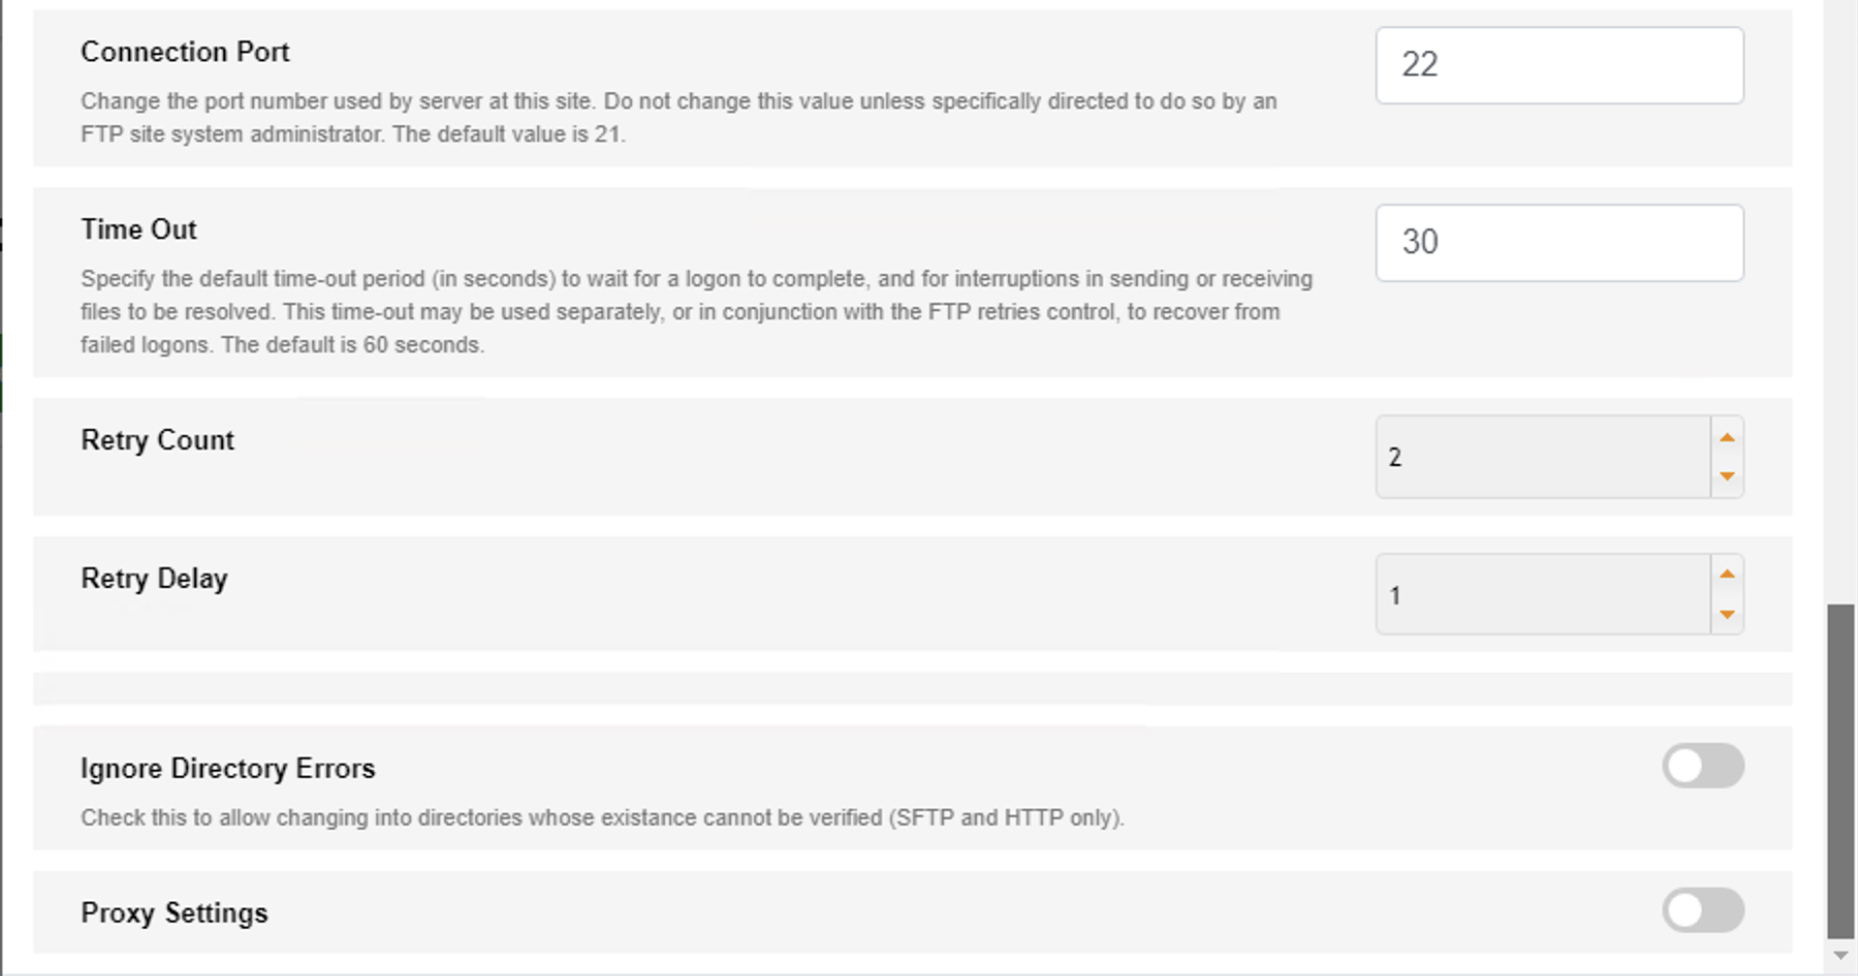 Connection Port
22
Change the port number used by server at this site. Do not change this value unless specifically directed to do so by an
FTP site system administrator. The default value is 21.
Time Out
30
Specify the default time-out period (in seconds) to wait for a logon to complete, and for interruptions in sending or receiving
files to be resolved. This time-out may be used separately, or in conjunction with the FTP retries control, to recover from
failed logons. The default is 60 seconds.
Retry Count
2
Retry Delay
1
Ignore Directory Errors
Check this to allow changing into directories whose existance cannot be verified (SFTP and HTTP only).
Proxy Settings